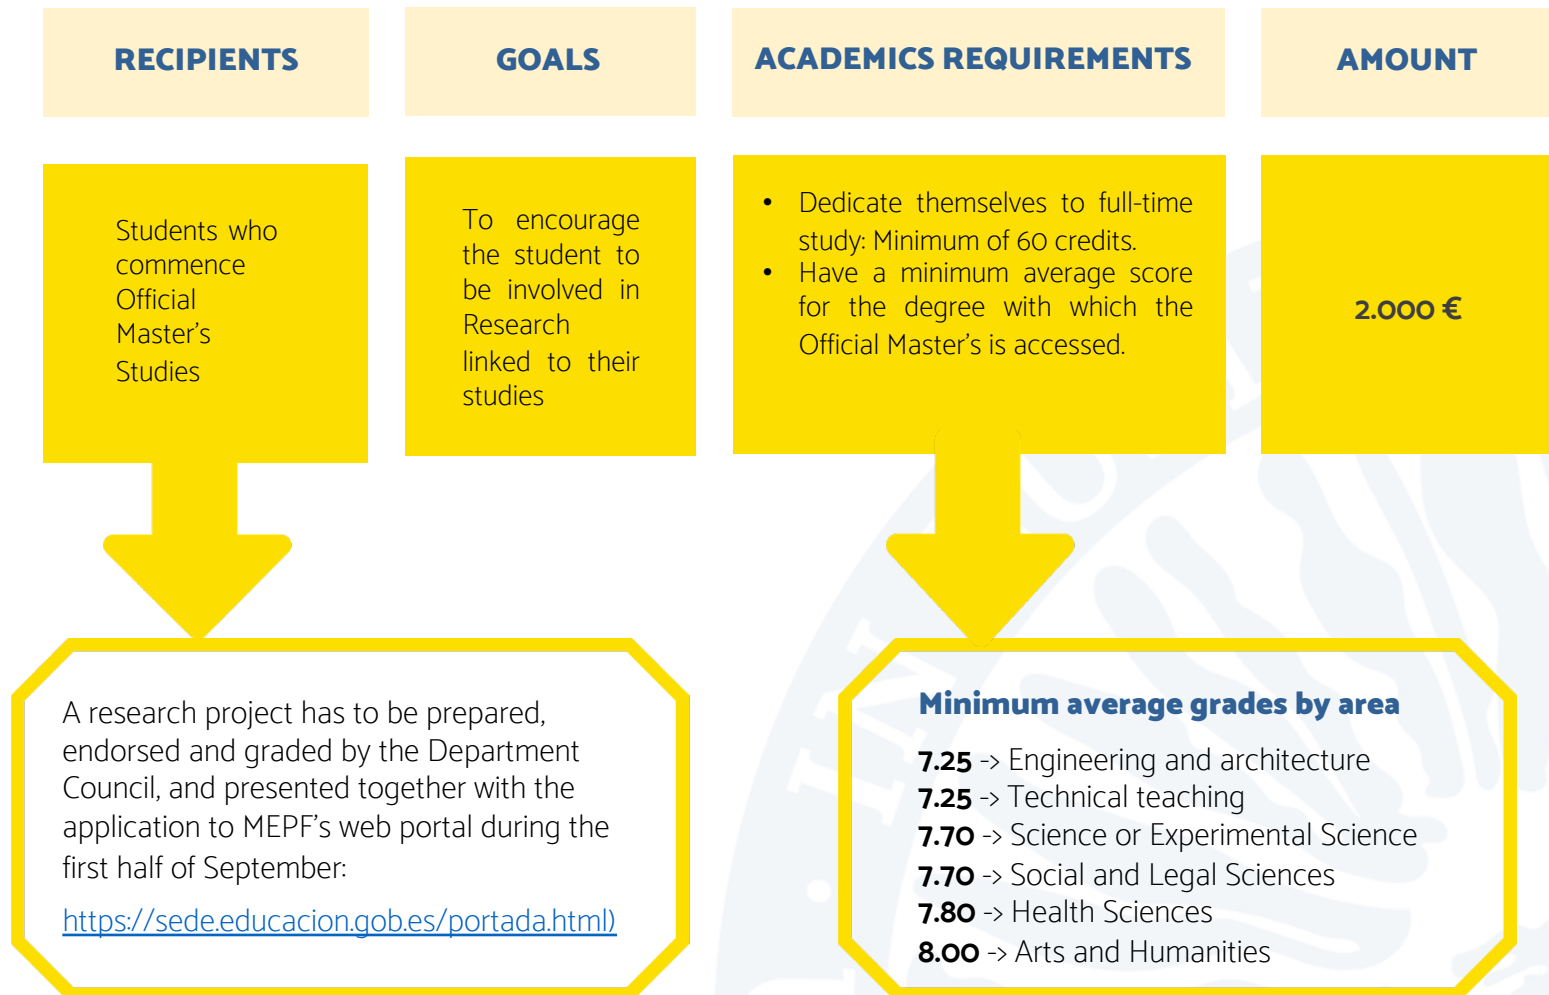 RECIPIENTS
GOALS
ACADEMICS REQUIREMENTS
AMOUNT
Students who
commence
Official
Master's
Studies
To encourage
the student to
be involved in
Research
linked to their
studies
• Dedicate themselves to full-time
study: Minimum of 60 credits.
• Have a minimum average score
for the degree with which the
Official Master's is accessed.
2.000 €
A research project has to be prepared,
endorsed and graded by the Department
Council, and presented together with the
application to MEPF's web portal during the
first half of September:
https://sede.educacion.gob.es/portada.html)
Minimum average grades by area
7.25 -> Engineering and architecture
7.25 -> Technical teaching
7.70 -> Science or Experimental Science
7.70 -> Social and Legal Sciences
7.80 -> Health Sciences
8.00 -> Arts and Humanities